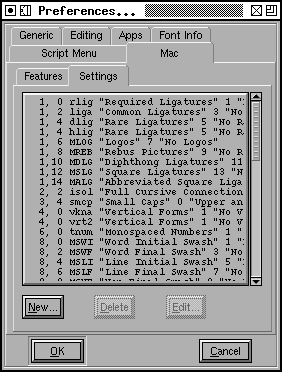 Preferences...
Generic Editing Apps Font Info
Script Menu Mac
Features Settings
1, 0 rlig "Required Ligatures" 1 "
1, 2 liga "Common Ligatures" 3 "No
1, 4 dlig "Rare Ligatures" 5 "No R
1, 4 hlig "Rare Ligatures" 5 "No R
1, 6 MLOG "Logos" 7 "No Logos"
1, 8 MREB "Rebus Pictures" 9 "No R
1,10 MDLG "Diphthong Ligatures" 11
1,12 MSLG "Square Ligatures" 13 "N
1,14 MALG "Abbreviated Square Liga
2, 2 isol "Full Cursive Connection
3, 4 smcp "Small Caps" 0 "Upper an
4, 0 vkna "Vertical Forms" 1 "No V
4, 0 vrt2 "Vertical Forms" 1 "No V
6, 0 tnum "Monospaced Numbers" 1 "
8, 0 MSWI "Word Initial Swash" 1 "
8, 2 MSWF "Word Final Swash" 3 "No
8, 4 MSLI "Line Initial Swash" 5 "
8, 6 MSLF "Line Final Swash" 7 "No
New... Delete Edit...
OK Cancel